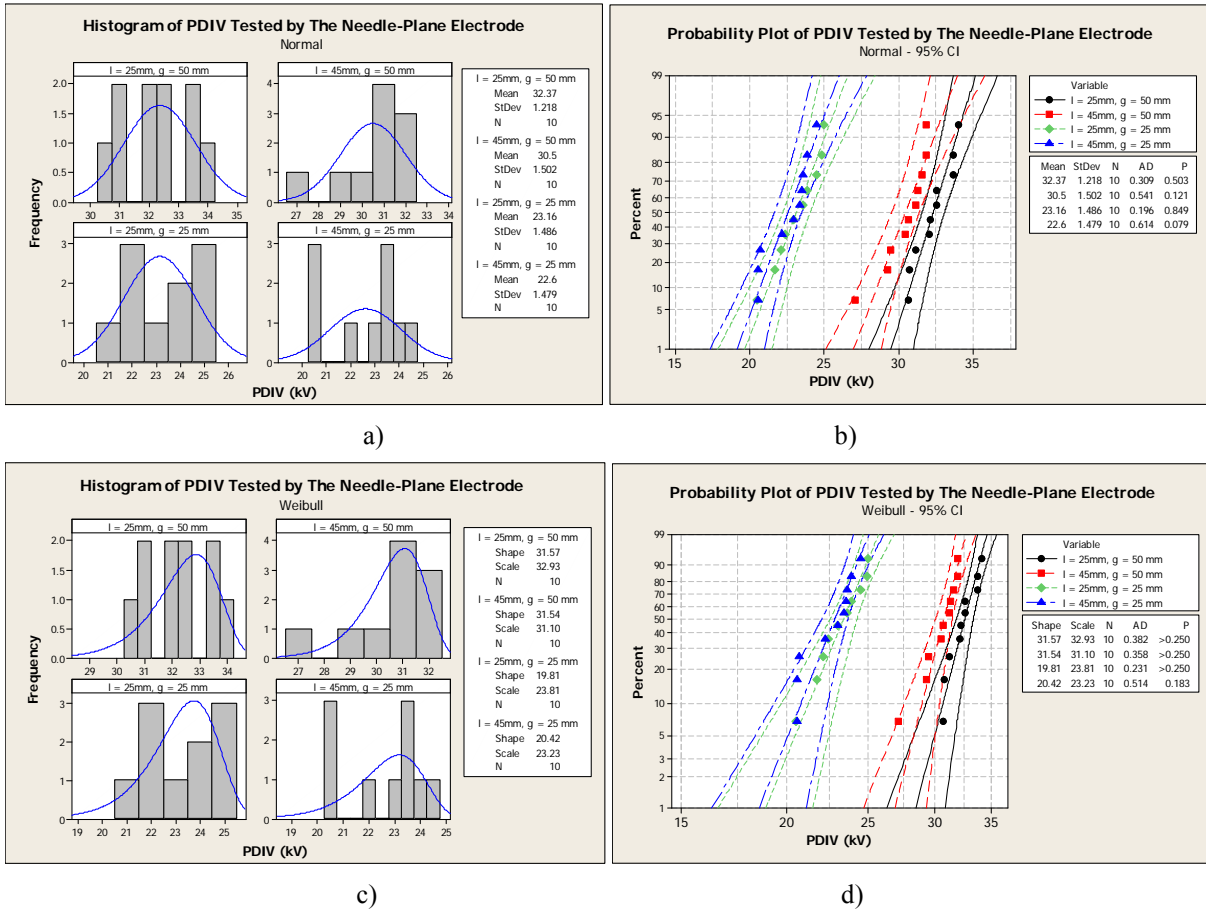 Histogram of PDIV Tested by The Needle-Plane Electrode
Normal
l = 25mm, g = 50 mm
l = 45mm, g = 50 mm
2.0
1.5
1.0
0.5
0.0
30 31 32 33 34 35
4
3
2
1
0
27 28 29 30 31 32 33 34
l = 25mm, g = 25 mm
l = 45mm, g = 25 mm
3
2
1
0
20 21 22 23 24 25 26
4
3
2
1
0
20 21 22 23 24 25 26
Frequency
PDIV (kV)
l = 25mm, g = 50 mm
Mean 32.37
StDev 1.218
N 10
l = 45mm, g = 50 mm
Mean 30.5
StDev 1.502
N 10
l = 25mm, g = 25 mm
Mean 23.16
StDev 1.486
N 10
l = 45mm, g = 25 mm
Mean 22.6
StDev 1.479
N 10
a)
Probability Plot of PDIV Tested by The Needle-Plane Electrode
Normal - 95% CI
99
95
90
80
70
60
50
40
30
20
10
5
1
Percent
15 20 25 30 35 40
PDIV (kV)
Variable
l = 25mm, g = 50 mm
l = 45mm, g = 50 mm
l = 25mm, g = 25 mm
l = 45mm, g = 25 mm
Mean StDev N AD P
32.37 1.218 10 0.309 0.503
30.5 1.502 10 0.541 0.121
23.16 1.486 10 0.196 0.849
22.6 1.479 10 0.614 0.079
b)
Histogram of PDIV Tested by The Needle-Plane Electrode
Weibull
l = 25mm, g = 50 mm
l = 45mm, g = 50 mm
2.0
1.5
1.0
0.5
0.0
29 30 31 32 33 34
4
3
2
1
0
27 28 29 30 31 32
l = 25mm, g = 25 mm
l = 45mm, g = 25 mm
3
2
1
0
19 20 21 22 23 24 25
3
2
1
0
19 20 21 22 23 24 25
Frequency
PDIV (kV)
l = 25mm, g = 50 mm
Shape 31.57
Scale 32.93
N 10
l = 45mm, g = 50 mm
Shape 31.54
Scale 31.10
N 10
l = 25mm, g = 25 mm
Shape 19.81
Scale 23.81
N 10
l = 45mm, g = 25 mm
Shape 20.42
Scale 23.23
N 10
c)
Probability Plot of PDIV Tested by The Needle-Plane Electrode
Weibull - 95% CI
99
90
80
70
60
50
40
30
20
10
5
3
2
1
Percent
15 20 25 30 35
PDIV (kV)
Variable
l = 25mm, g = 50 mm
l = 45mm, g = 50 mm
l = 25mm, g = 25 mm
l = 45mm, g = 25 mm
Shape Scale N AD P
31.57 32.93 10 0.382 >0.250
31.54 31.10 10 0.358 >0.250
19.81 23.81 10 0.231 >0.250
20.42 23.23 10 0.514 0.183
d)